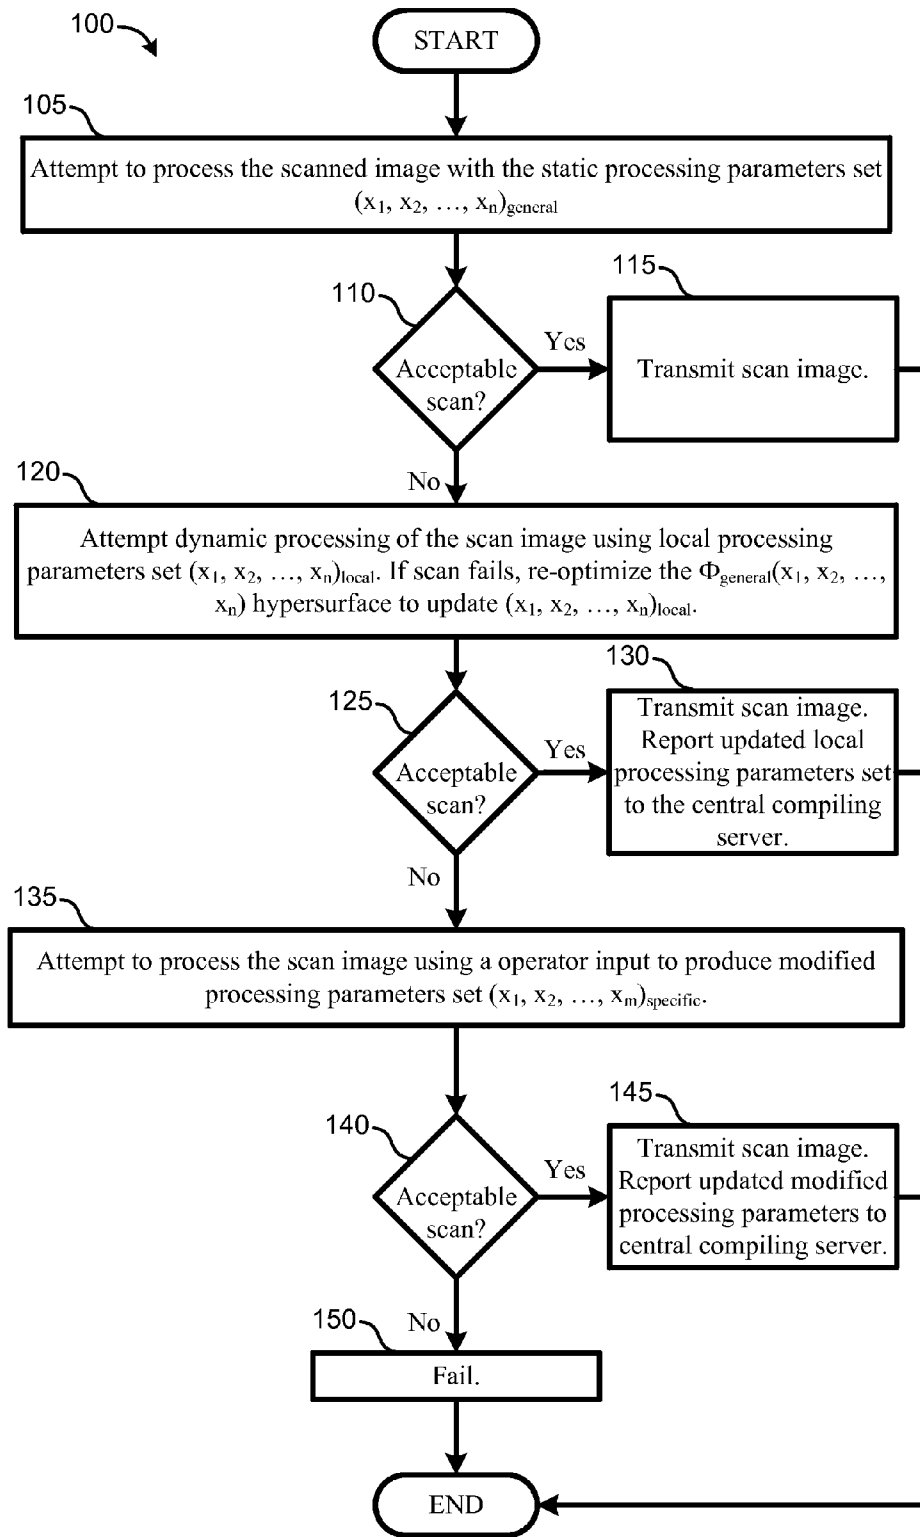 100
START
105
Attempt to process the scanned image with the static processing parameters set
(x₁, x₂, …, xₙ)general
110
115
Yes
Acceptable
scan?
Transmit scan image.
No
120
Attempt dynamic processing of the scan image using local processing
parameters set (x₁, x₂, …, xₙ)local. If scan fails, re-optimize the Φgeneral(x₁, x₂, …,
xₙ) hypersurface to update (x₁, x₂, …, xₙ)local.
125
130
Yes
Acceptable
scan?
Transmit scan image.
Report updated local
processing parameters set
to the central compiling
server.
No
135
Attempt to process the scan image using a operator input to produce modified
processing parameters set (x₁, x₂, …, xₘ)specific.
140
145
Yes
Acceptable
scan?
Transmit scan image.
Report updated modified
processing parameters to
central compiling server.
No
150
Fail.
END